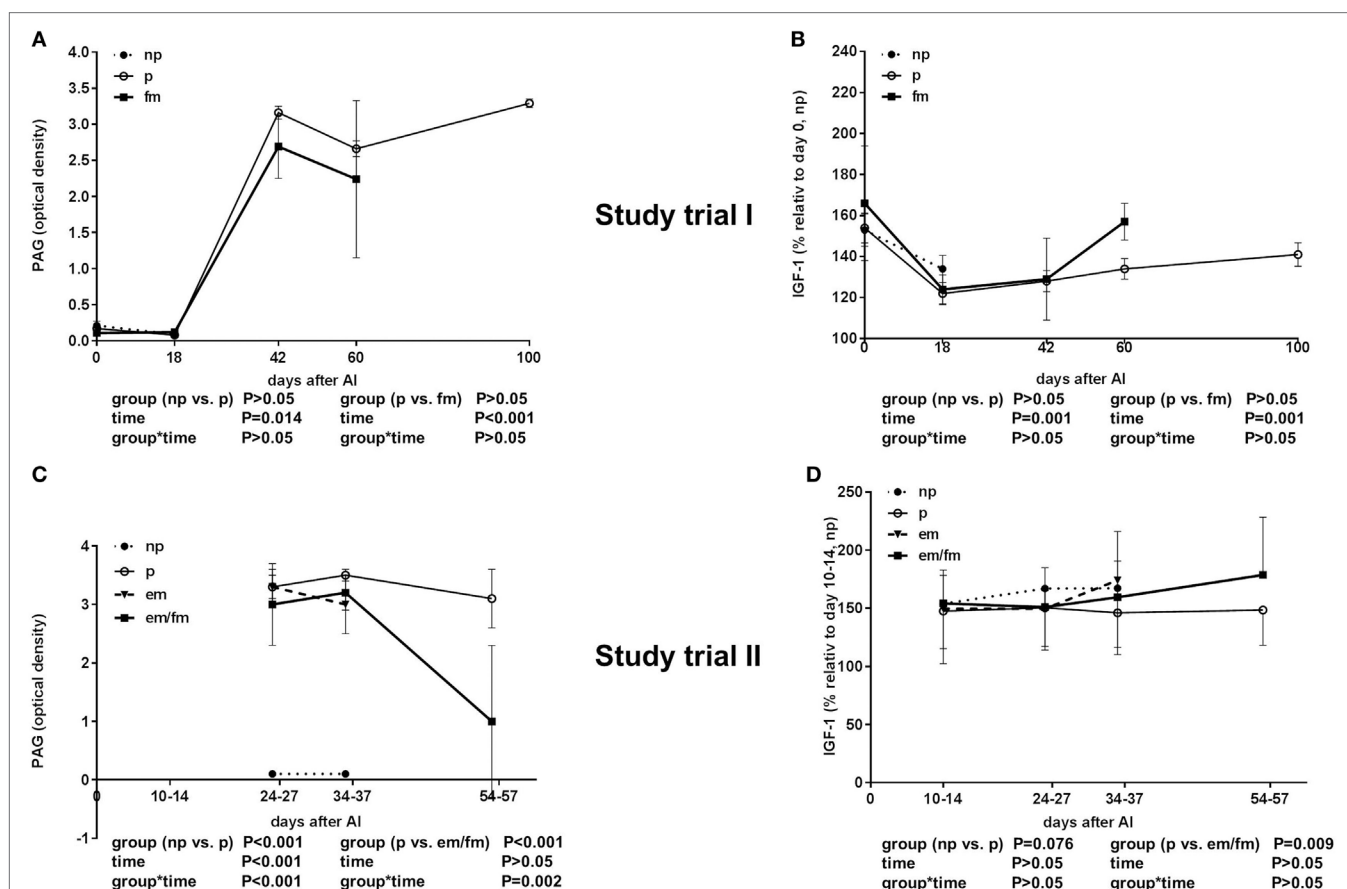 A
np
p
fm
PAG (optical density)
4.0
3.5
3.0
2.5
2.0
1.5
1.0
0.5
0.0
0 18 42 60 100
days after AI
group (np vs. p) P>0.05 group (p vs. fm) P>0.05
time P=0.014 time P<0.001
group*time P>0.05 group*time P>0.05
B
np
p
fm
IGF-1 (% relativ to day 0, np)
240
220
200
180
160
140
120
100
0 18 42 60 100
days after AI
group (np vs. p) P>0.05 group (p vs. fm) P>0.05
time P=0.001 time P=0.001
group*time P>0.05 group*time P>0.05
Study trial I
C
np
p
em
em/fm
PAG (optical density)
4
3
2
1
0
-1
0 10-14 24-27 34-37 54-57
days after AI
group (np vs. p) P<0.001 group (p vs. em/fm) P<0.001
time P<0.001 time P>0.05
group*time P<0.001 group*time P=0.002
D
np
p
em
em/fm
IGF-1 (% relative to day 10-14, np)
250
200
150
100
50
0
0 10-14 24-27 34-37 54-57
days after AI
group (np vs. p) P=0.076 group (p vs. em/fm) P=0.009
time P>0.05 time P>0.05
group*time P>0.05 group*time P>0.05
Study trial II